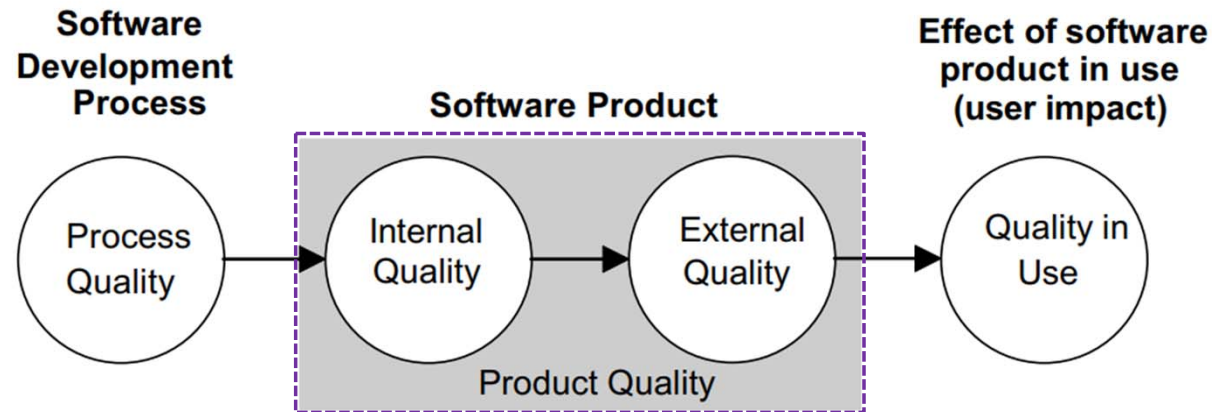 Software
Development
Process
Software Product
Effect of software
product in use
(user impact)
Process
Quality
Internal
Quality
External
Quality
Quality in
Use
Product Quality